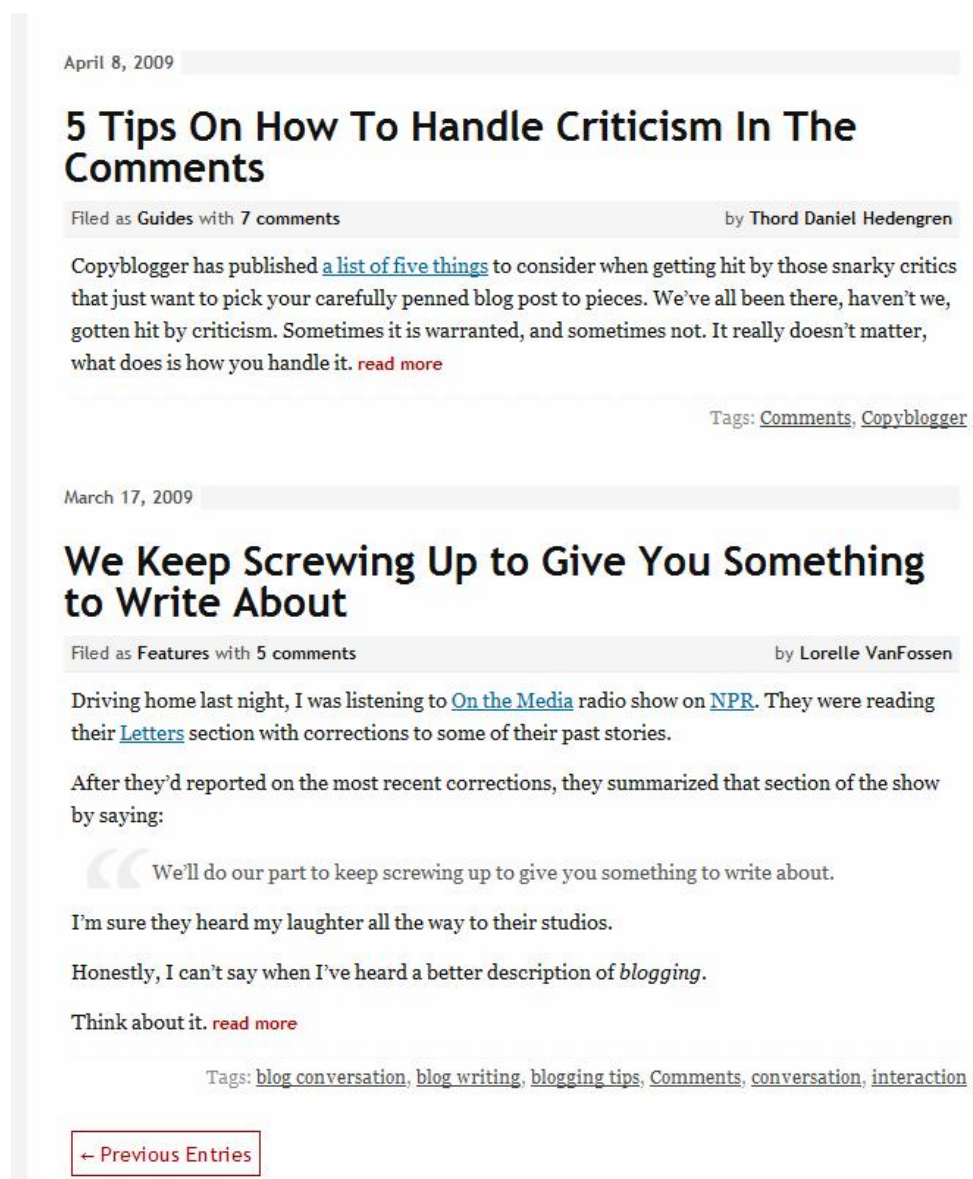 April 8, 2009
5 Tips On How To Handle Criticism In The
Comments
Filed as Guides with 7 comments by Thord Daniel Hedengren
Copyblogger has published a list of five things to consider when getting hit by those snarky critics
that just want to pick your carefully penned blog post to pieces. We’ve all been there, haven’t we,
gotten hit by criticism. Sometimes it is warranted, and sometimes not. It really doesn’t matter,
what does is how you handle it. read more
Tags: Comments, Copyblogger
March 17, 2009
We Keep Screwing Up to Give You Something
to Write About
Filed as Features with 5 comments by Lorelle VanFossen
Driving home last night, I was listening to On the Media radio show on NPR. They were reading
their Letters section with corrections to some of their past stories.
After they’d reported on the most recent corrections, they summarized that section of the show
by saying:
“ We’ll do our part to keep screwing up to give you something to write about.
I’m sure they heard my laughter all the way to their studios.
Honestly, I can’t say when I’ve heard a better description of blogging.
Think about it. read more
Tags: blog conversation, blog writing, blogging tips, Comments, conversation, interaction
← Previous Entries